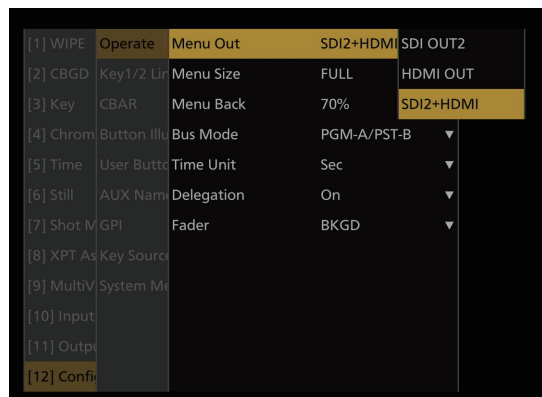 [1] WIPE Operate Menu Out SDI2+HDMI SDI OUT2
[2] CBGD Key1/2 Lin Menu Size FULL HDMI OUT
[3] Key CBAR Menu Back 70% SDI2+HDMI
[4] Chrom Button Illu Bus Mode PGM-A/PST-B ▼
[5] Time User Butto Time Unit Sec ▼
[6] Still AUX Name Delegation On ▼
[7] Shot M GPI Fader BKGD ▼
[8] XPT As Key Source
[9] MultiV System Me
[10] Input
[11] Outpu
[12] Config